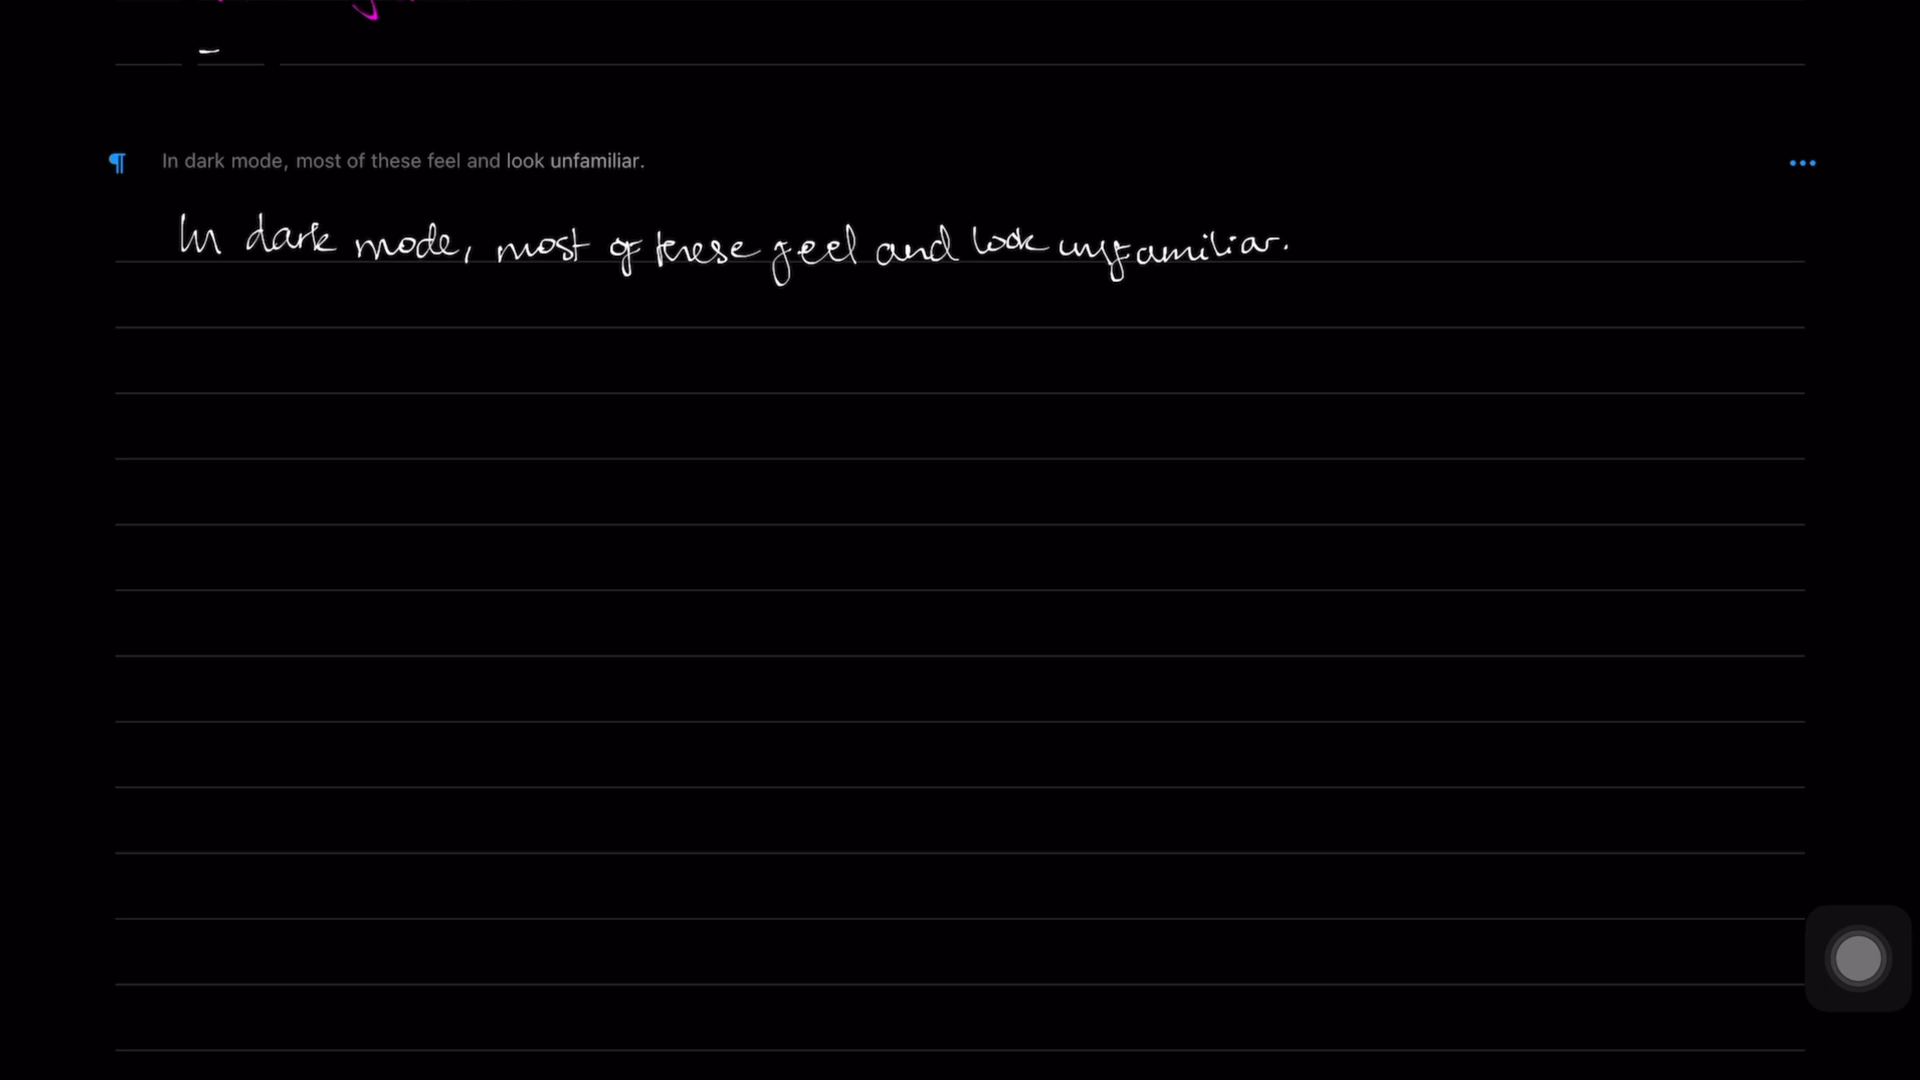 In dark mode, most of these feel and look unfamiliar.
In dark mode, most of these feel and look unfamiliar.